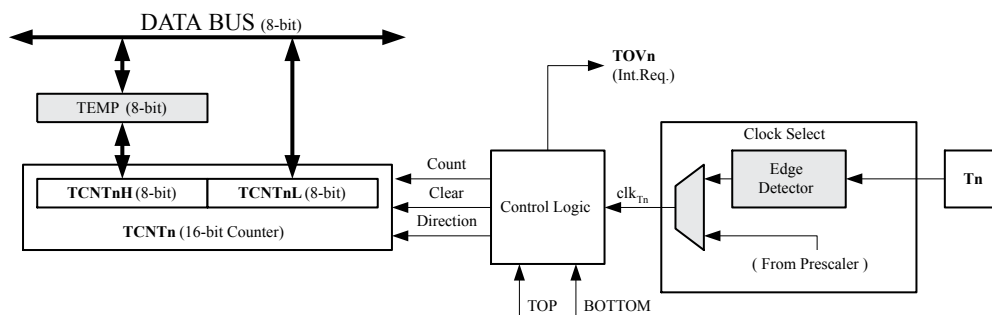 DATA BUS (8-bit)
TOVn
(Int.Req.)
TEMP (8-bit)
Clock Select
Count
Edge
Detector
Tn
TCNTnH (8-bit)
TCNTnL (8-bit)
Clear
Control Logic
clkTn
Direction
TCNTn (16-bit Counter)
( From Prescaler )
TOP
BOTTOM